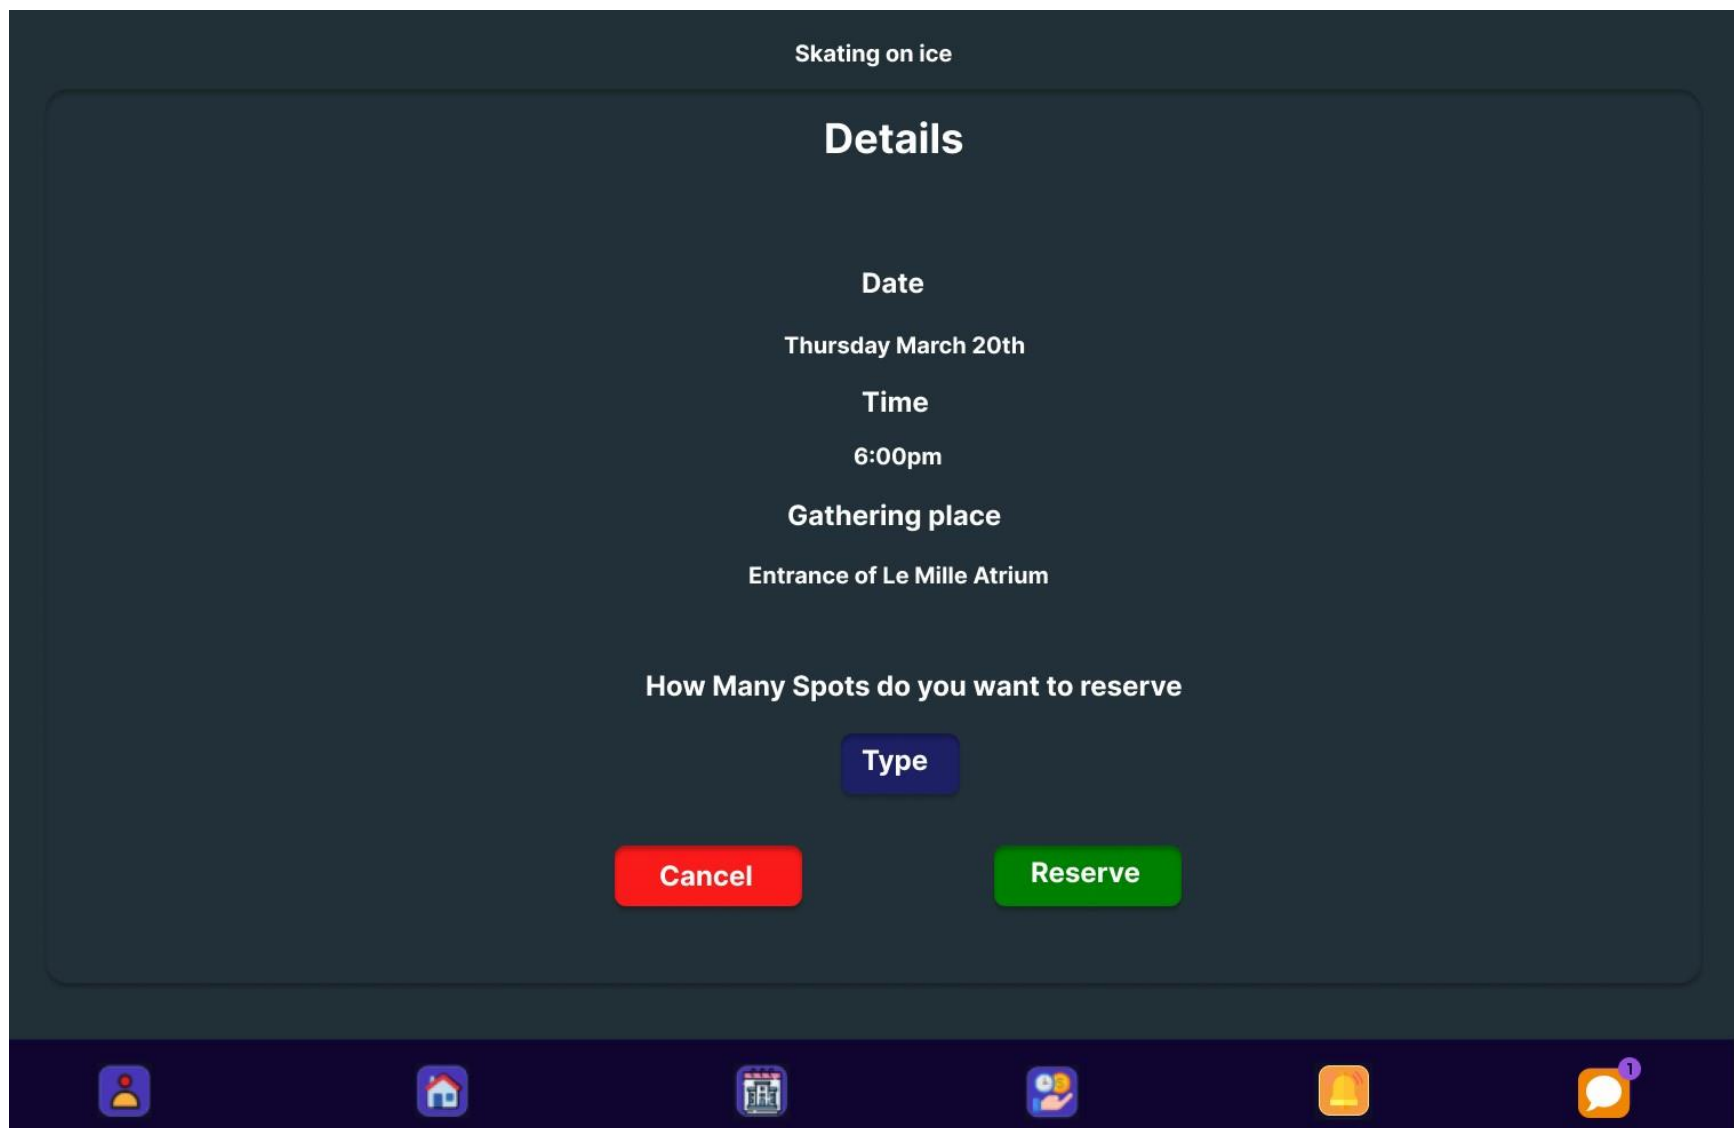 Skating on ice
Details
Date
Thursday March 20th
Time
6:00pm
Gathering place
Entrance of Le Mille Atrium
How Many Spots do you want to reserve
Type
Cancel
Reserve
1